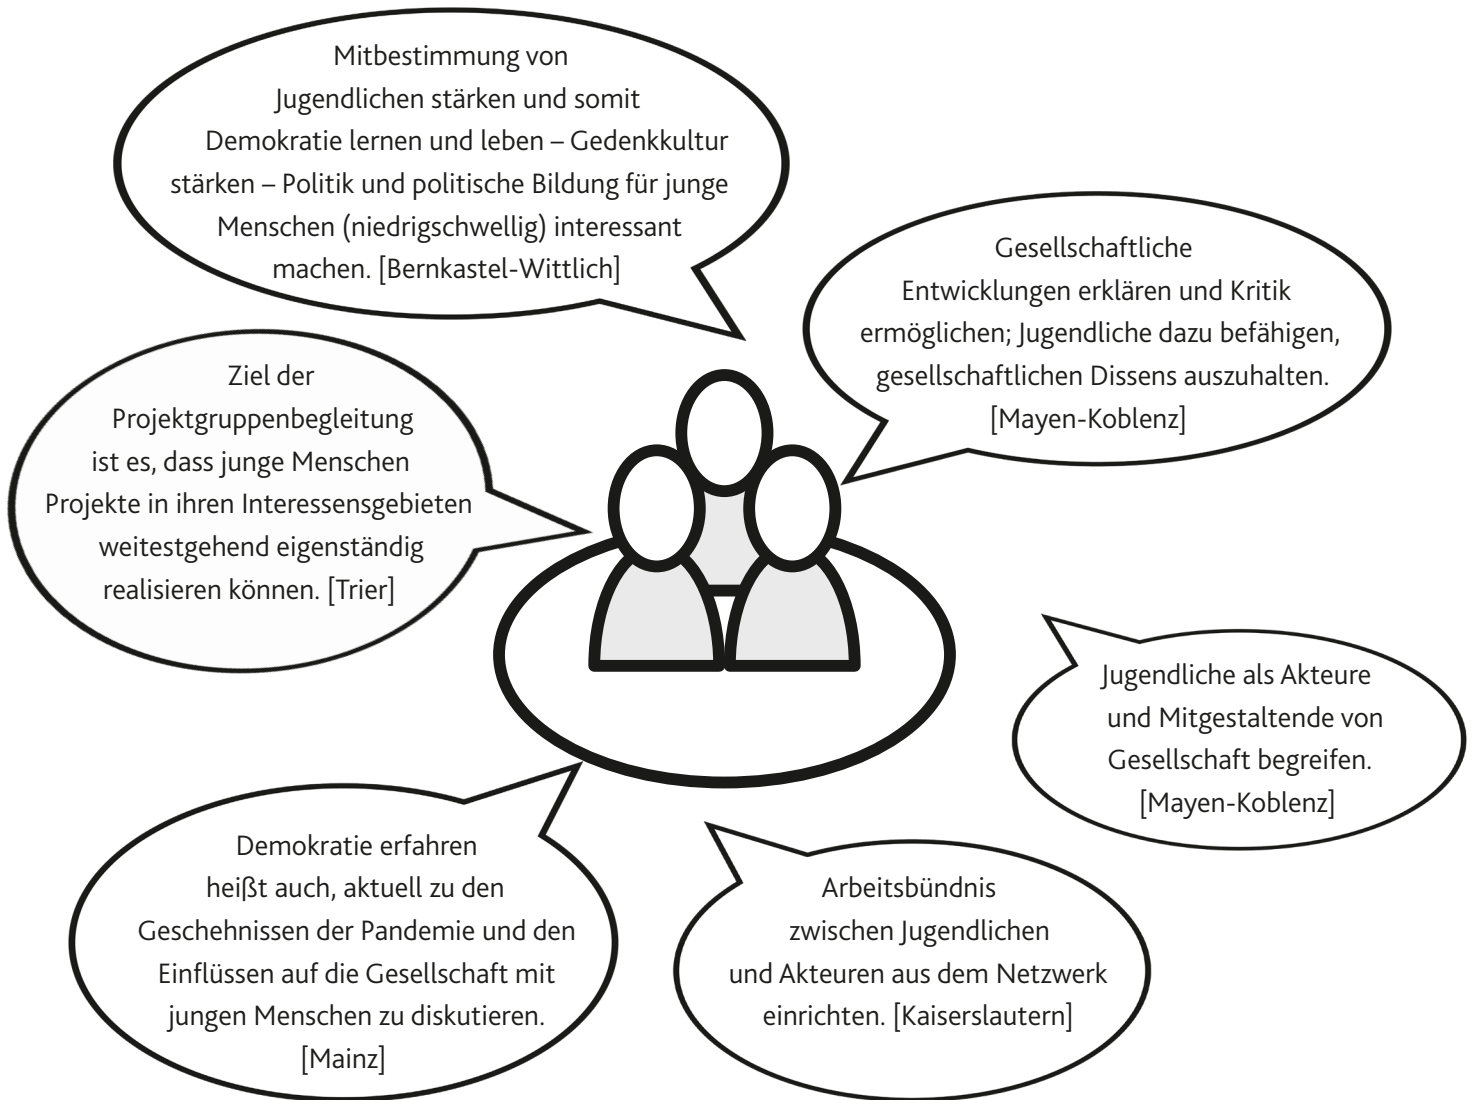 Mitbestimmung von
Jugendlichen stärken und somit
Demokratie lernen und leben – Gedenkkultur
stärken – Politik und politische Bildung für junge
Menschen (niedrigschwellig) interessant
machen. [Bernkastel-Wittlich]
Gesellschaftliche
Entwicklungen erklären und Kritik
ermöglichen; Jugendliche dazu befähigen,
gesellschaftlichen Dissens auszuhalten.
[Mayen-Koblenz]
Ziel der
Projektgruppenbegleitung
ist es, dass junge Menschen
Projekte in ihren Interessensgebieten
weitestgehend eigenständig
realisieren können. [Trier]
Jugendliche als Akteure
und Mitgestaltende von
Gesellschaft begreifen.
[Mayen-Koblenz]
Demokratie erfahren
heißt auch, aktuell zu den
Geschehnissen der Pandemie und den
Einflüssen auf die Gesellschaft mit
jungen Menschen zu diskutieren.
[Mainz]
Arbeitsbündnis
zwischen Jugendlichen
und Akteuren aus dem Netzwerk
einrichten. [Kaiserslautern]